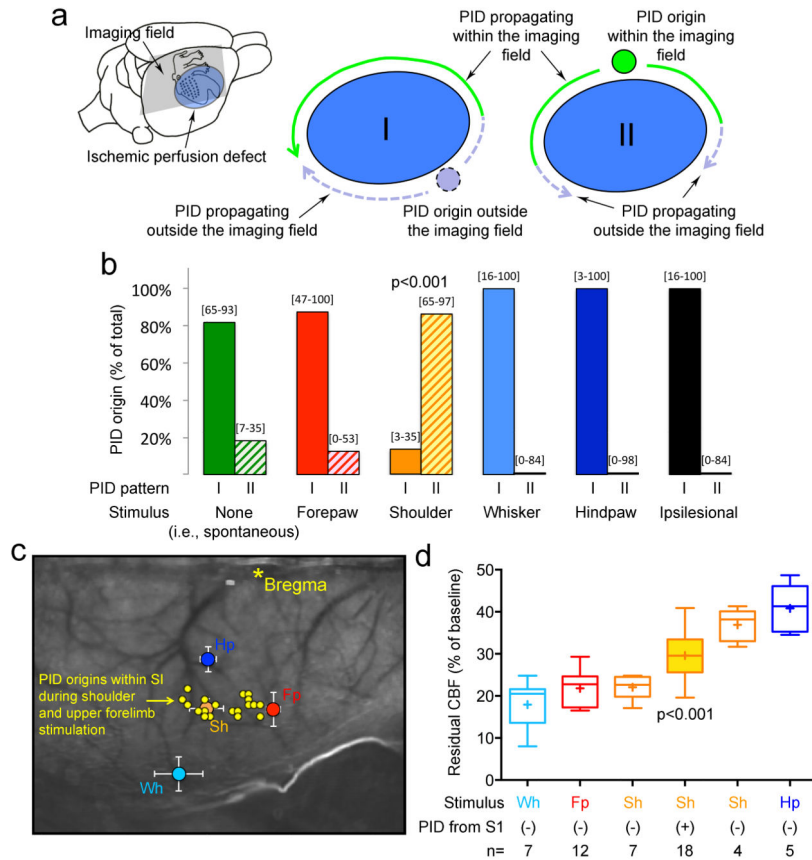 a
Imaging field
Ischemic perfusion defect
PID propagating
within the imaging
field
PID origin
within the imaging
field
I
II
PID propagating
outside the imaging field
PID origin outside
the imaging field
PID propagating
outside the imaging field
b
PID origin (% of total)
100%
80%
60%
40%
20%
[65-93]
[7-35]
[47-100]
[0-53]
p<0.001
[3-35]
[65-97]
[16-100]
[0-84]
[3-100]
[0-98]
[16-100]
[0-84]
PID pattern I II I II I II I II I II I II
Stimulus None Forepaw Shoulder Whisker Hindpaw Ipsilesional
(i.e., spontaneous)
c
* Bregma
Hp
PID origins within SI
during shoulder
and upper forelimb
stimulation
Fp
Sh
Wh
d
Residual CBF (% of baseline)
50
40
30
20
10
0
p<0.001
Stimulus Wh Fp Sh Sh Sh Hp
PID from S1 (-) (-) (-) (+) (-) (-)
n= 7 12 7 18 4 5